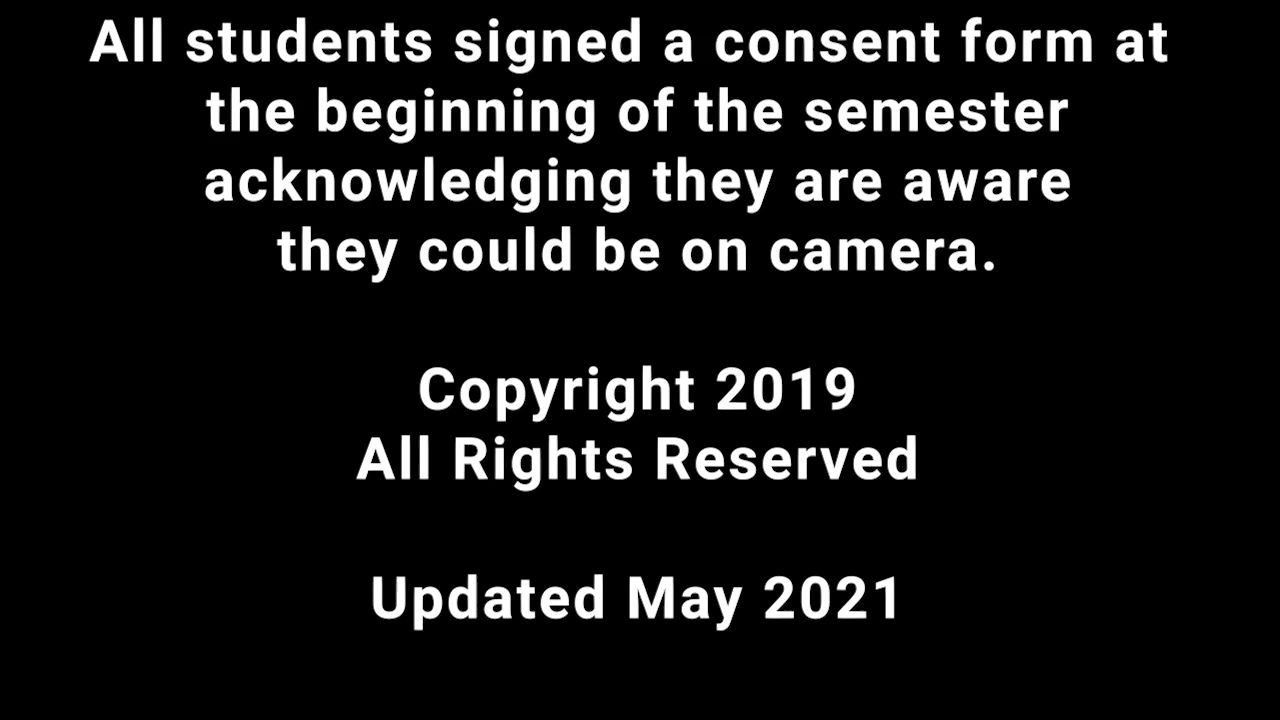 All students signed a consent form at
the beginning of the semester
acknowledging they are aware
they could be on camera.
Copyright 2019
All Rights Reserved
Updated May 2021